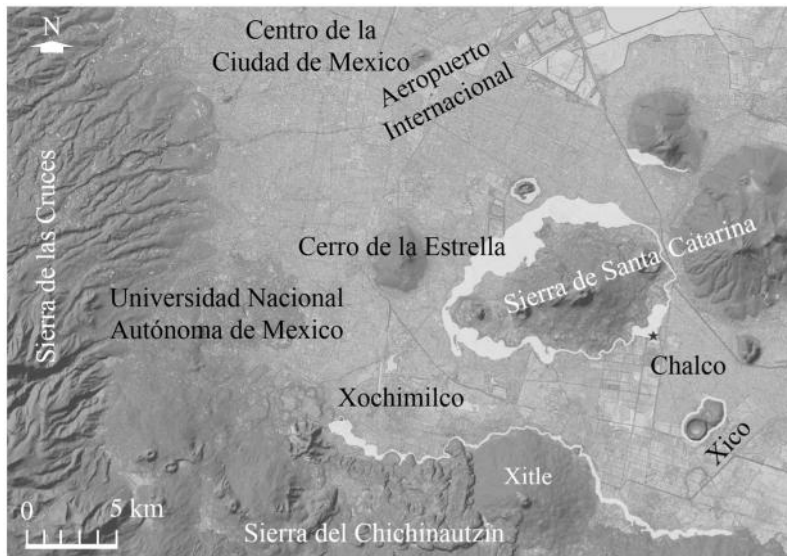 N
Centro de la
Ciudad de Mexico
Aeropuerto
Internacional
Sierra de las Cruces
Cerro de la Estrella
Sierra de Santa Catarina
Universidad Nacional
Autónoma de Mexico
Chalco
Xochimilco
Xico
Xitle
0 5 km
Sierra del Chichinautzín